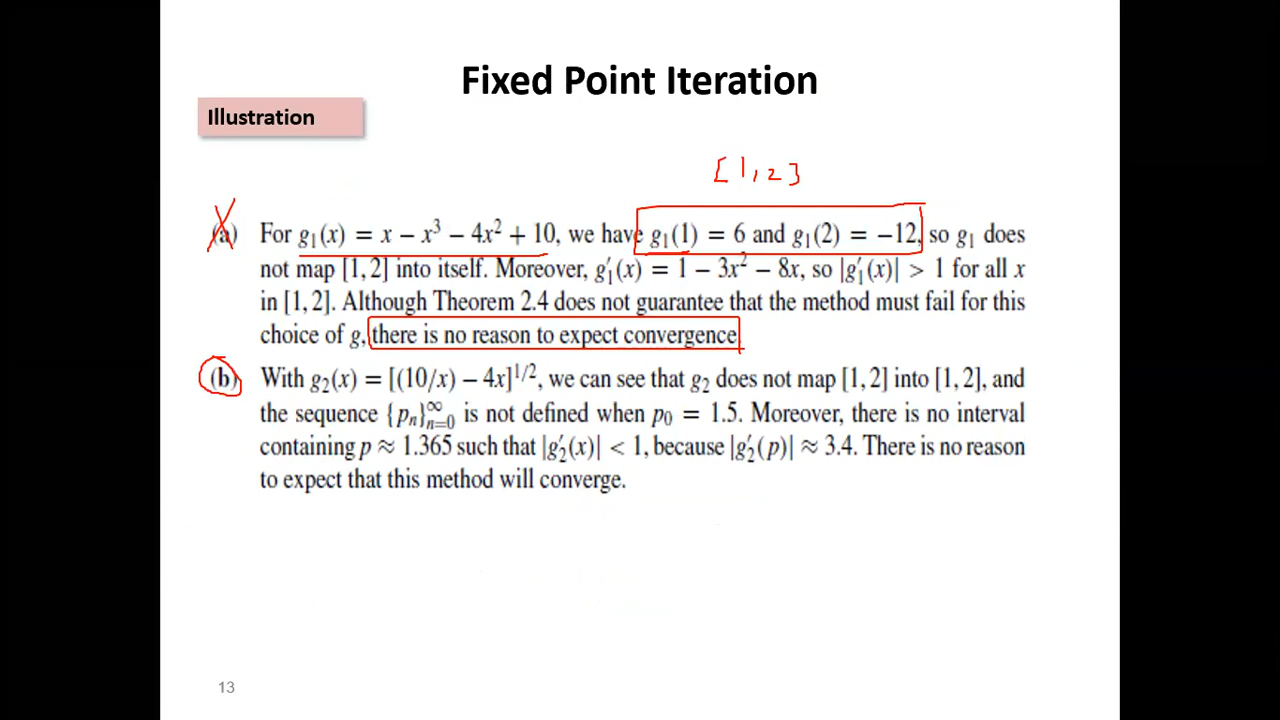 Fixed Point Iteration
Illustration
[1, 2]
(a) For g₁(x) = x − x³ − 4x² + 10, we have g₁(1) = 6 and g₁(2) = −12, so g₁ does
not map [1, 2] into itself. Moreover, g₁′(x) = 1 − 3x² − 8x, so |g₁′(x)| > 1 for all x
in [1, 2]. Although Theorem 2.4 does not guarantee that the method must fail for this
choice of g, there is no reason to expect convergence.
(b) With g₂(x) = [(10/x) − 4x]^{1/2}, we can see that g₂ does not map [1, 2] into [1, 2], and
the sequence {pₙ}_{n=0}^∞ is not defined when p₀ = 1.5. Moreover, there is no interval
containing p ≈ 1.365 such that |g₂′(x)| < 1, because |g₂′(p)| ≈ 3.4. There is no reason
to expect that this method will converge.
13